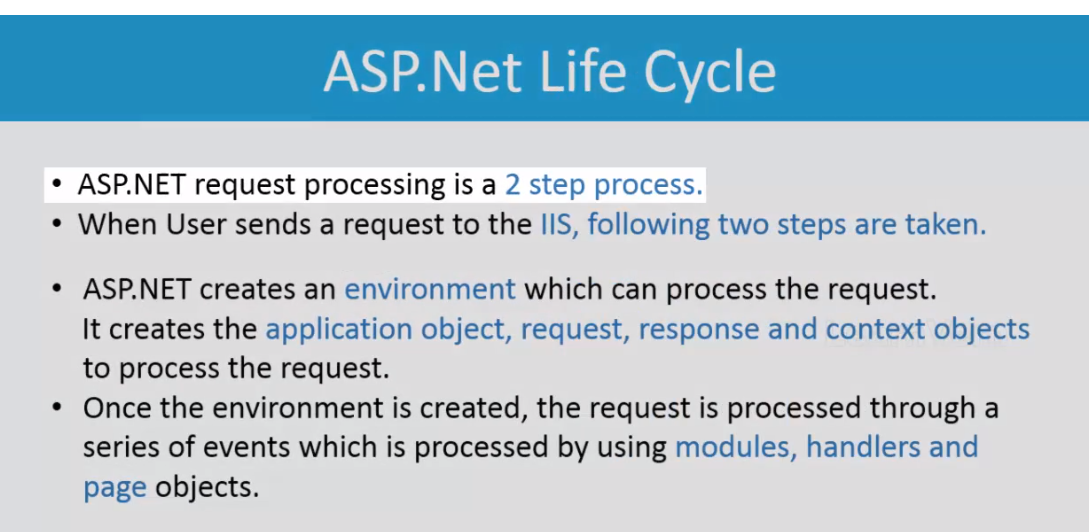 ASP.Net Life Cycle
• ASP.NET request processing is a 2 step process.
• When User sends a request to the IIS, following two steps are taken.
• ASP.NET creates an environment which can process the request.
It creates the application object, request, response and context objects
to process the request.
• Once the environment is created, the request is processed through a
series of events which is processed by using modules, handlers and
page objects.